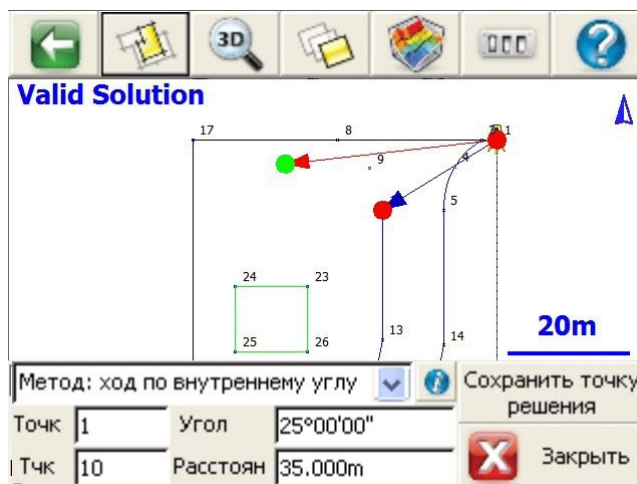 3D
Valid Solution
17
8
1
9
4
5
24
23
25
26
13
14
20m
Метод: ход по внутреннему углу
Сохранить точку решения
Точк 1 Угол 25°00'00"
Тчк 10 Расстоян 35.000m
Закрыть